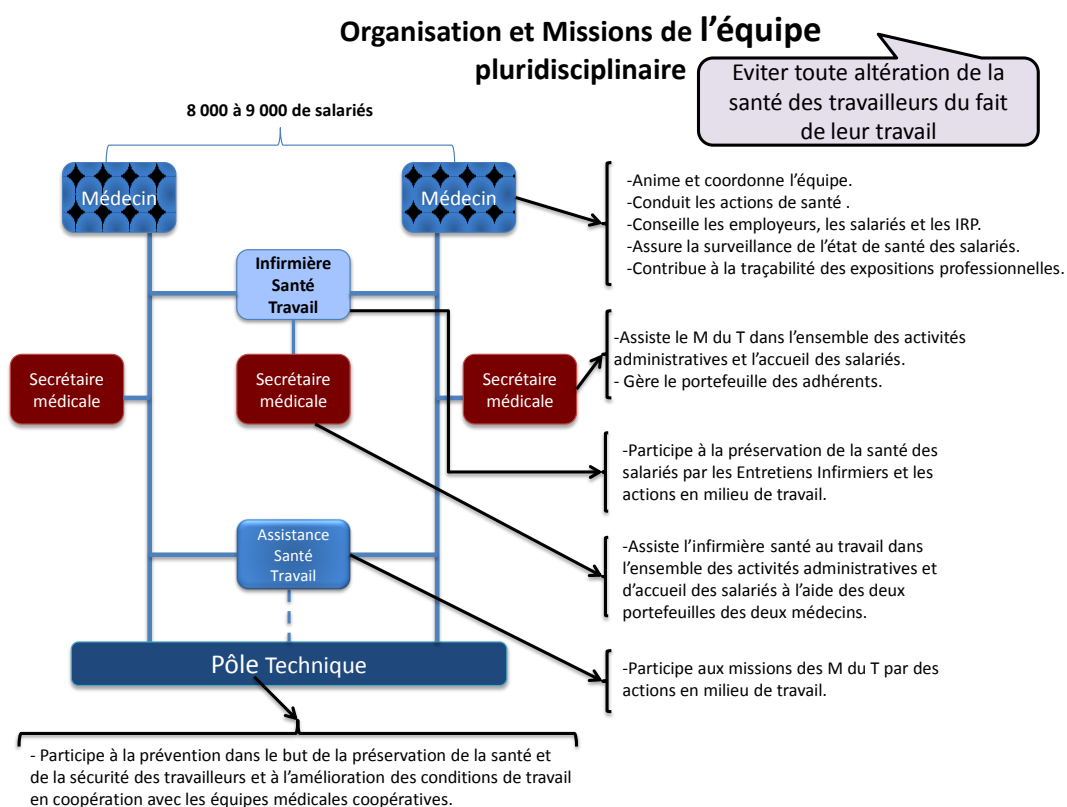 Organisation et Missions de l'équipe
pluridisciplinaire
Eviter toute altération de la
santé des travailleurs du fait
de leur travail
8 000 à 9 000 de salariés
Médecin
Médecin
-Anime et coordonne l'équipe.
-Conduit les actions de santé .
-Conseille les employeurs, les salariés et les IRP.
-Assure la surveillance de l'état de santé des salariés.
-Contribue à la traçabilité des expositions professionnelles.
Infirmière
Santé
Travail
Secrétaire
médicale
Secrétaire
médicale
Secrétaire
médicale
-Assiste le M du T dans l'ensemble des activités
administratives et l'accueil des salariés.
- Gère le portefeuille des adhérents.
-Participe à la préservation de la santé des
salariés par les Entretiens Infirmiers et les
actions en milieu de travail.
Assistance
Santé
Travail
-Assiste l'infirmière santé au travail dans
l'ensemble des activités administratives et
d'accueil des salariés à l'aide des deux
portefeuilles des deux médecins.
Pôle Technique
-Participe aux missions des M du T par des
actions en milieu de travail.
- Participe à la prévention dans le but de la préservation de la santé et
de la sécurité des travailleurs et à l'amélioration des conditions de travail
en coopération avec les équipes médicales coopératives.